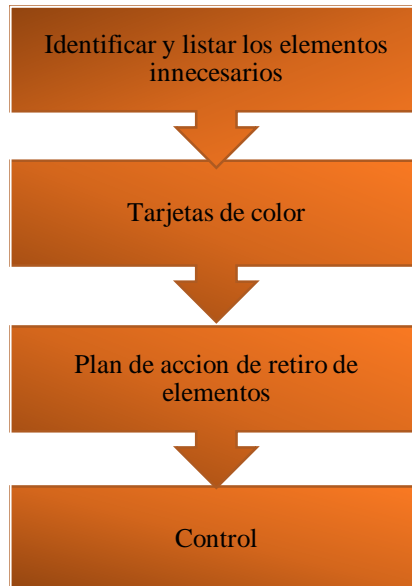 Identificar y listar los elementos
innecesarios
Tarjetas de color
Plan de accion de retiro de
elementos
Control